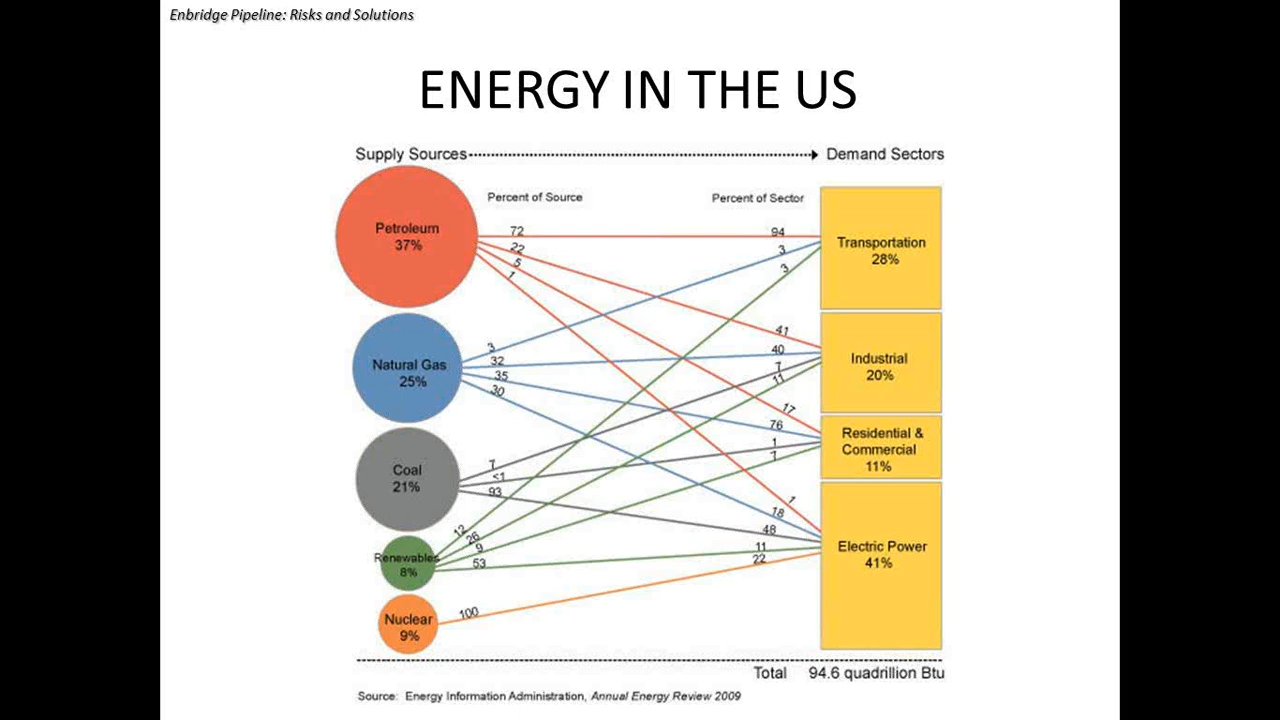 Enbridge Pipeline: Risks and Solutions
ENERGY IN THE US
Supply Sources
Demand Sectors
Percent of Source
Percent of Sector
Petroleum
37%
72
22
5
1
94
3
3
Transportation
28%
Natural Gas
25%
3
32
35
30
41
40
7
11
Industrial
20%
Coal
21%
7
<1
93
17
76
1
7
Residential &
Commercial
11%
Renewables
8%
12
26
9
53
1
18
48
11
22
Electric Power
41%
Nuclear
9%
100
Total 94.6 quadrillion Btu
Source: Energy Information Administration, Annual Energy Review 2009